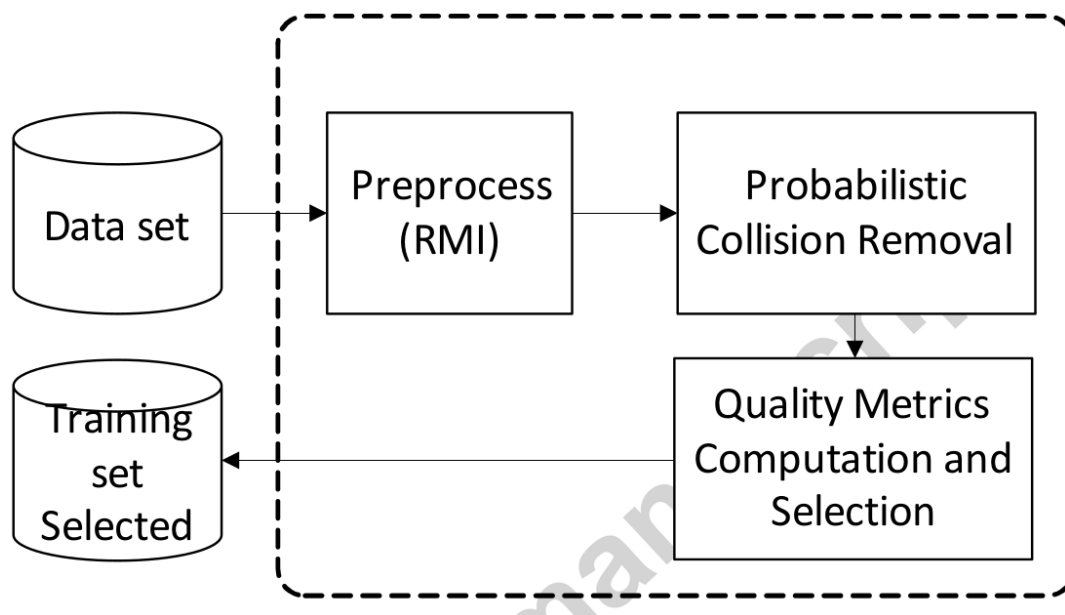 Data set
Preprocess
(RMI)
Probabilistic
Collision Removal
Quality Metrics
Computation and
Selection
Training
set
Selected